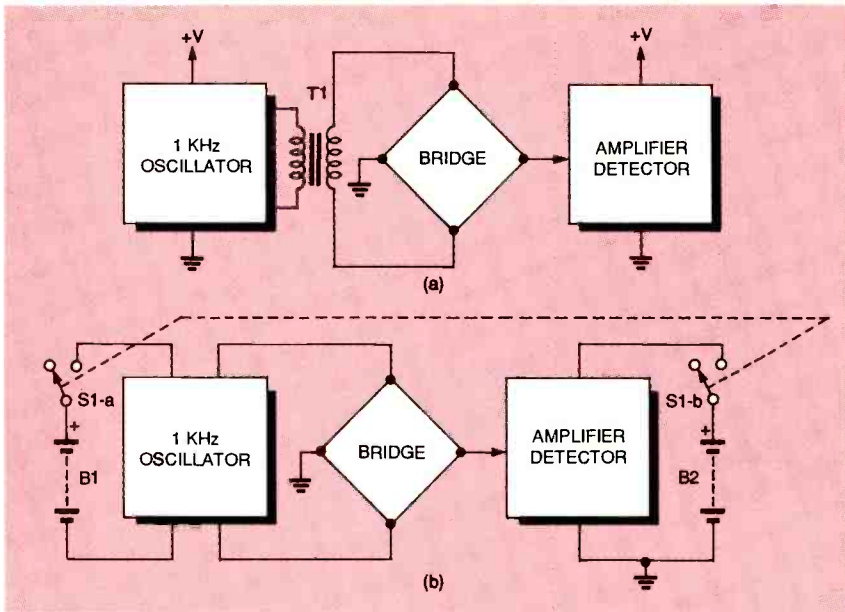 +V
+V
T1
1 KHz
OSCILLATOR
BRIDGE
AMPLIFIER
DETECTOR
(a)
S1-a
+
B1
1 KHz
OSCILLATOR
BRIDGE
AMPLIFIER
DETECTOR
S1-b
+
B2
(b)